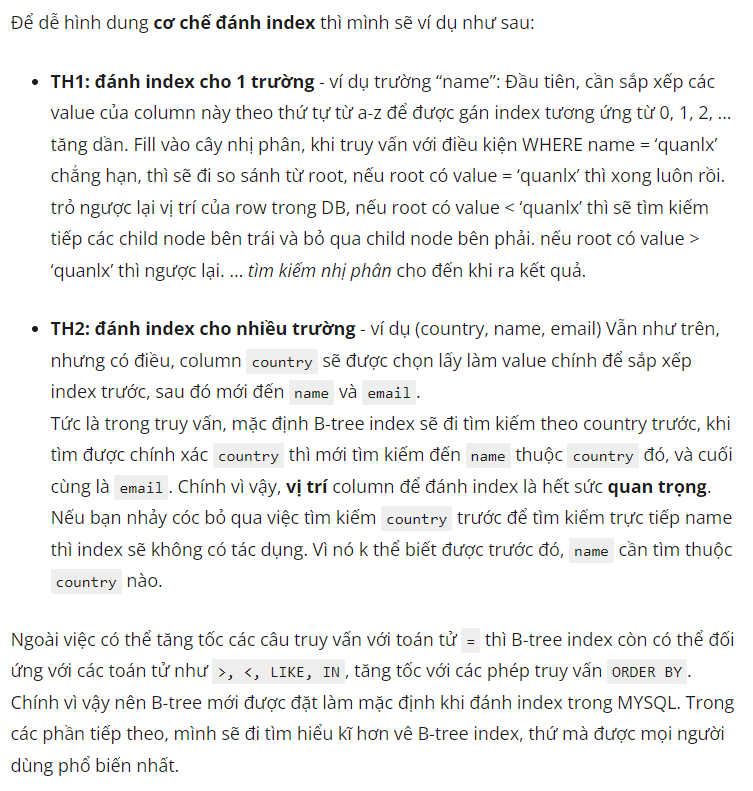 Để dễ hình dung cơ chế đánh index thì mình sẽ ví dụ như sau:
• TH1: đánh index cho 1 trường - ví dụ trường “name”: Đầu tiên, cần sắp xếp các
value của column này theo thứ tự từ a-z để được gán index tương ứng từ 0, 1, 2, ...
tăng dần. Fill vào cây nhị phân, khi truy vấn với điều kiện WHERE name = ‘quanlx’
chẳng hạn, thì sẽ đi so sánh từ root, nếu root có value = ‘quanlx’ thì xong luôn rồi.
trỏ ngược lại vị trí của row trong DB, nếu root có value < ‘quanlx’ thì sẽ tìm kiếm
tiếp các child node bên trái và bỏ qua child node bên phải. nếu root có value >
‘quanlx’ thì ngược lại. ... tìm kiếm nhị phân cho đến khi ra kết quả.
• TH2: đánh index cho nhiều trường - ví dụ (country, name, email) Vẫn như trên,
nhưng có điều, column country sẽ được chọn lấy làm value chính để sắp xếp
index trước, sau đó mới đến name và email.
Tức là trong truy vấn, mặc định B-tree index sẽ đi tìm kiếm theo country trước, khi
tìm được chính xác country thì mới tìm kiếm đến name thuộc country đó, và cuối
cùng là email. Chính vì vậy, vị trí column để đánh index là hết sức quan trọng.
Nếu bạn nhảy cóc bỏ qua việc tìm kiếm country trước để tìm kiếm trực tiếp name
thì index sẽ không có tác dụng. Vì nó k thể biết được trước đó, name cần tìm thuộc
country nào.
Ngoài việc có thể tăng tốc các câu truy vấn với toán tử = thì B-tree index còn có thể đối
ứng với các toán tử như >, <, LIKE, IN, tăng tốc với các phép truy vấn ORDER BY.
Chính vì vậy nên B-tree mới được đặt làm mặc định khi đánh index trong MYSQL. Trong
các phần tiếp theo, mình sẽ đi tìm hiểu kĩ hơn vê B-tree index, thứ mà được mọi người
dùng phổ biến nhất.